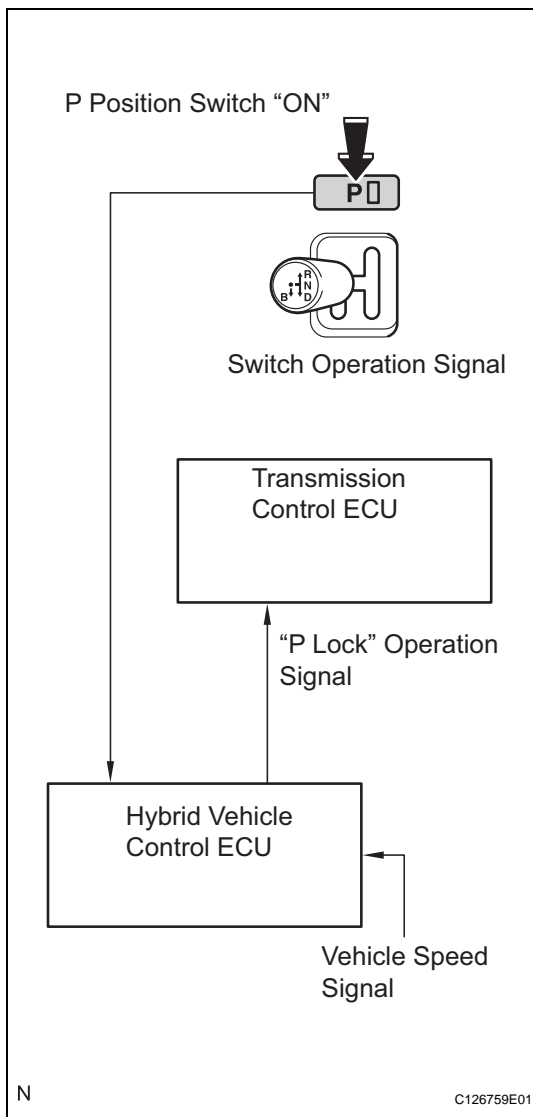 P Position Switch “ON”
P
R
N
B
D
Switch Operation Signal
Transmission
Control ECU
“P Lock” Operation
Signal
Hybrid Vehicle
Control ECU
Vehicle Speed
Signal
N
C126759E01